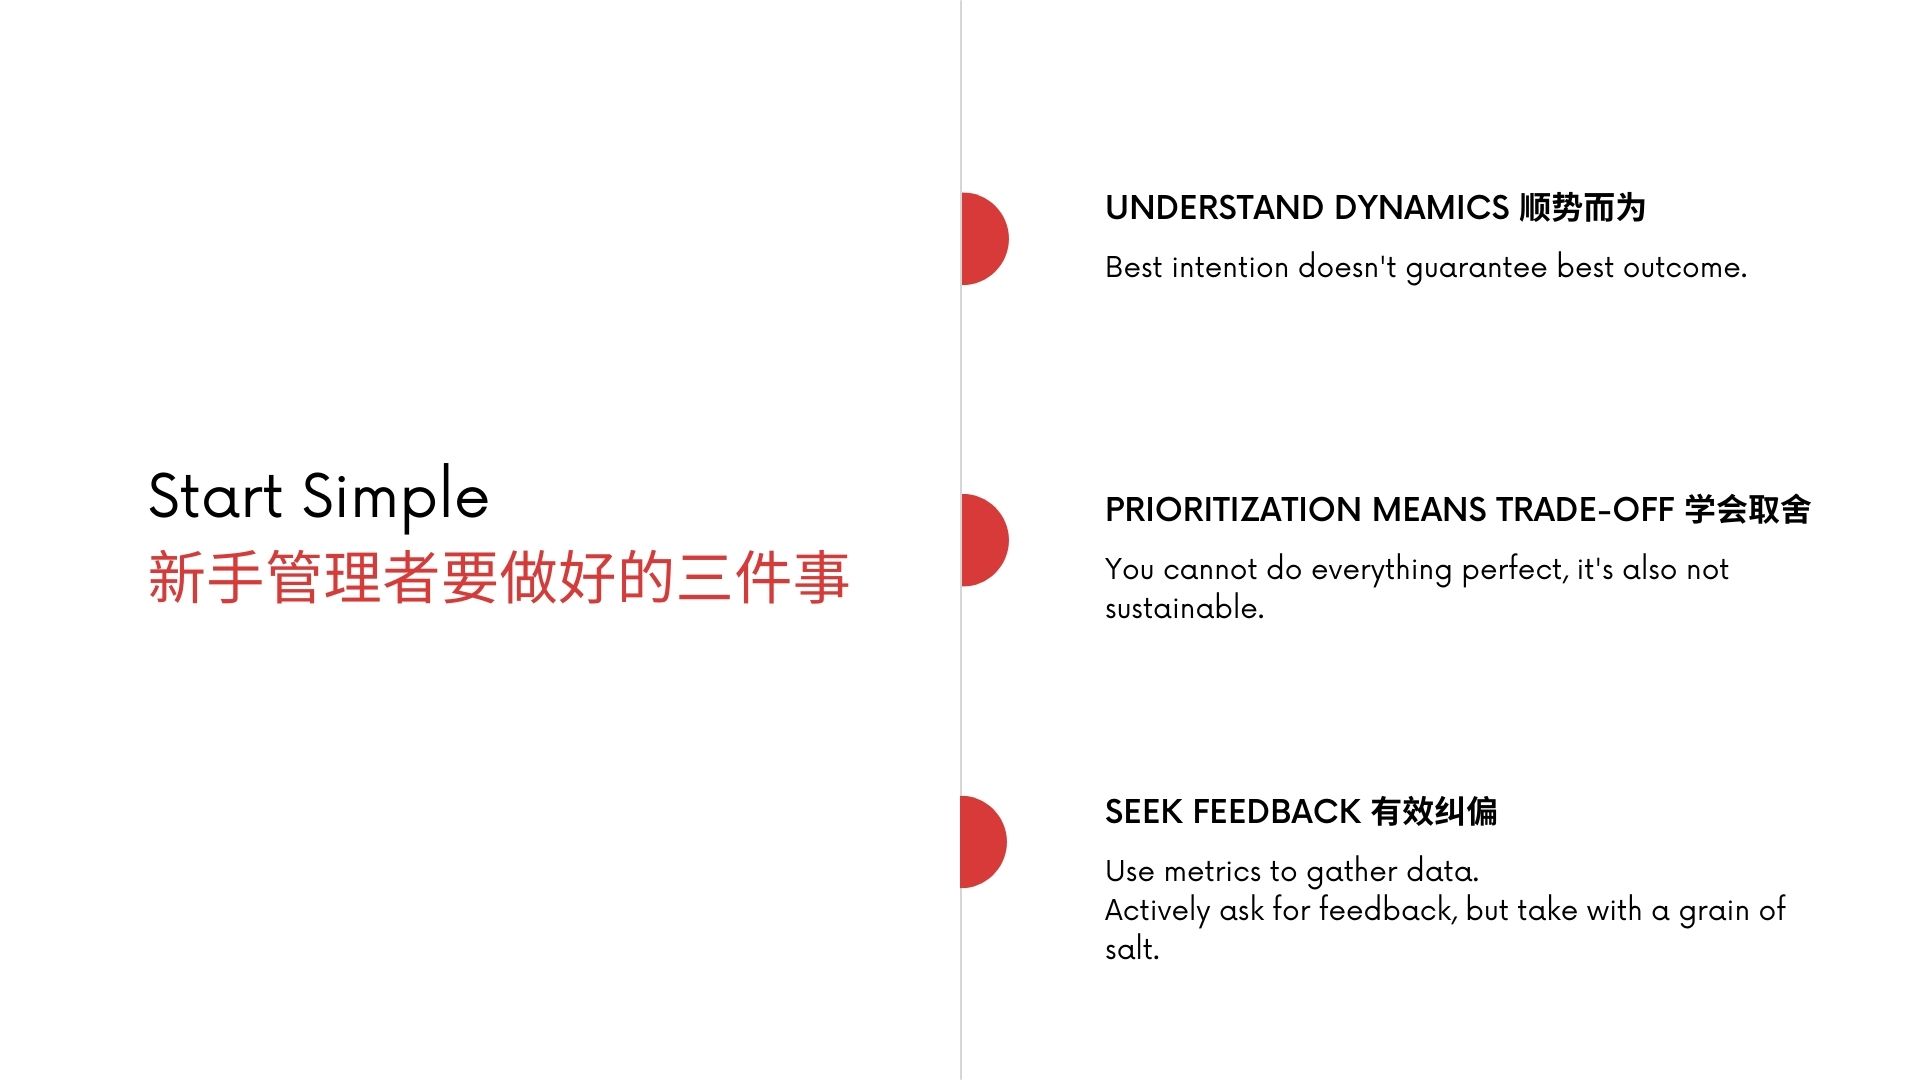 Start Simple
新手管理者要做好的三件事
UNDERSTAND DYNAMICS 顺势而为
Best intention doesn't guarantee best outcome.
PRIORITIZATION MEANS TRADE-OFF 学会取舍
You cannot do everything perfect, it's also not
sustainable.
SEEK FEEDBACK 有效纠偏
Use metrics to gather data.
Actively ask for feedback, but take with a grain of
salt.